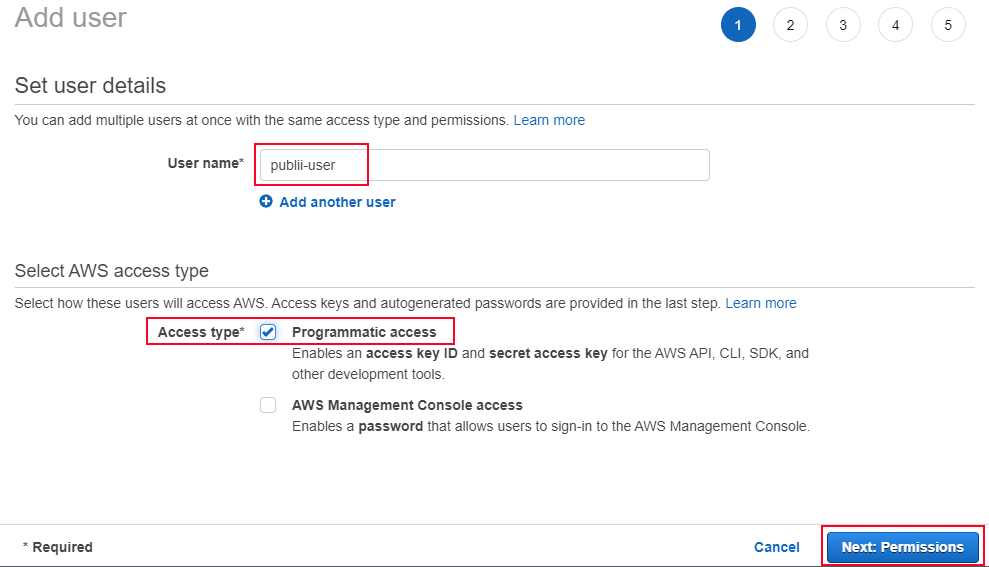 Add user
1 2 3 4 5
Set user details
You can add multiple users at once with the same access type and permissions. Learn more
User name* publii-user
Add another user
Select AWS access type
Select how these users will access AWS. Access keys and autogenerated passwords are provided in the last step. Learn more
Access type* Programmatic access
Enables an access key ID and secret access key for the AWS API, CLI, SDK, and
other development tools.
AWS Management Console access
Enables a password that allows users to sign-in to the AWS Management Console.
* Required Cancel Next: Permissions